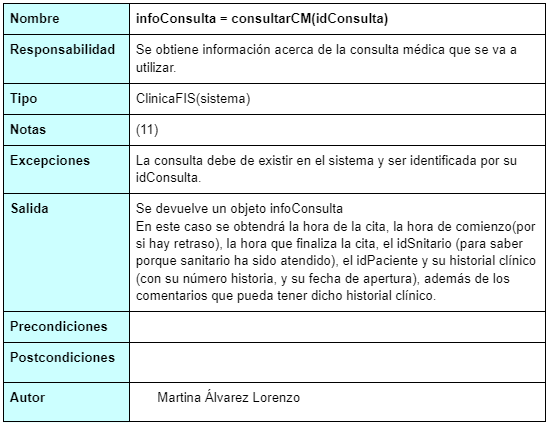 Nombre infoConsulta = consultarCM(idConsulta)
Responsabilidad Se obtiene información acerca de la consulta médica que se va a
utilizar.
Tipo ClinicaFIS(sistema)
Notas (11)
Excepciones La consulta debe de existir en el sistema y ser identificada por su
idConsulta.
Salida Se devuelve un objeto infoConsulta
En este caso se obtendrá la hora de la cita, la hora de comienzo(por
si hay retraso), la hora que finaliza la cita, el idSnitario (para saber
porque sanitario ha sido atendido), el idPaciente y su historial clínico
(con su número historia, y su fecha de apertura), además de los
comentarios que pueda tener dicho historial clínico.
Precondiciones
Postcondiciones
Autor Martina Álvarez Lorenzo